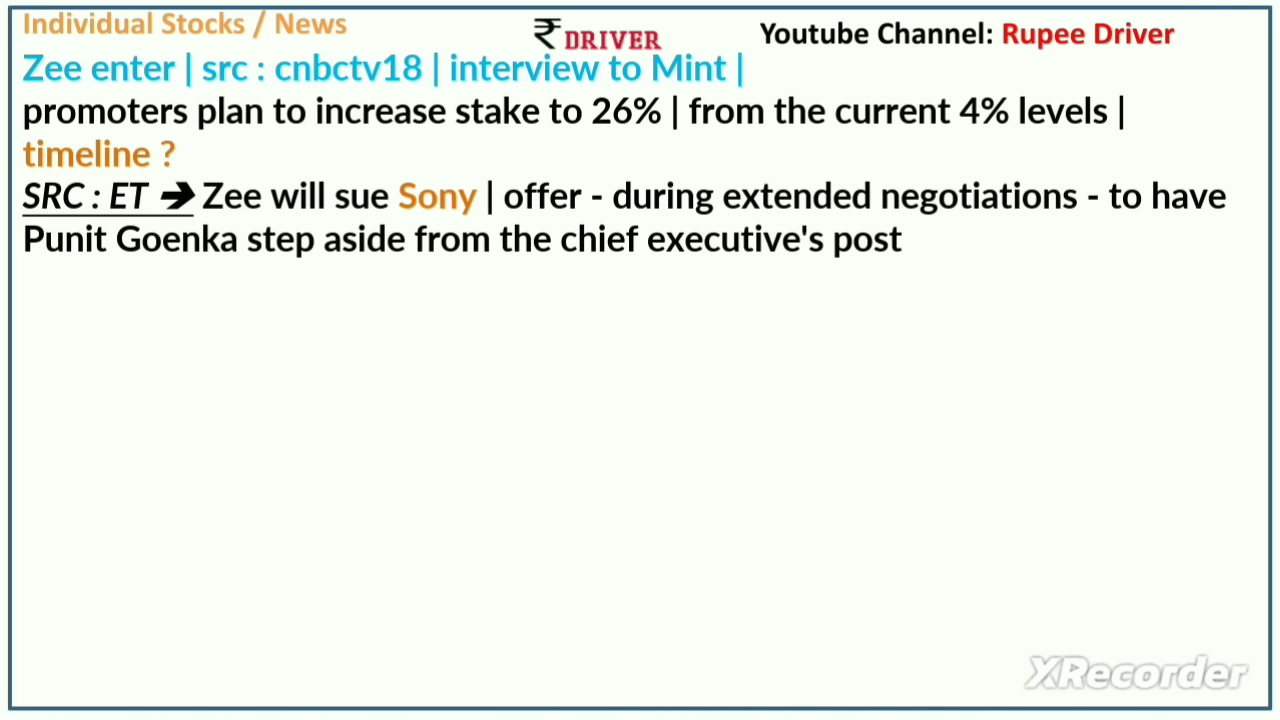 Individual Stocks / News
₹ DRIVER
Youtube Channel: Rupee Driver
Zee enter | src : cnbctv18 | interview to Mint |
promoters plan to increase stake to 26% | from the current 4% levels |
timeline ?
SRC : ET ➔ Zee will sue Sony | offer - during extended negotiations - to have
Punit Goenka step aside from the chief executive's post
XRecorder